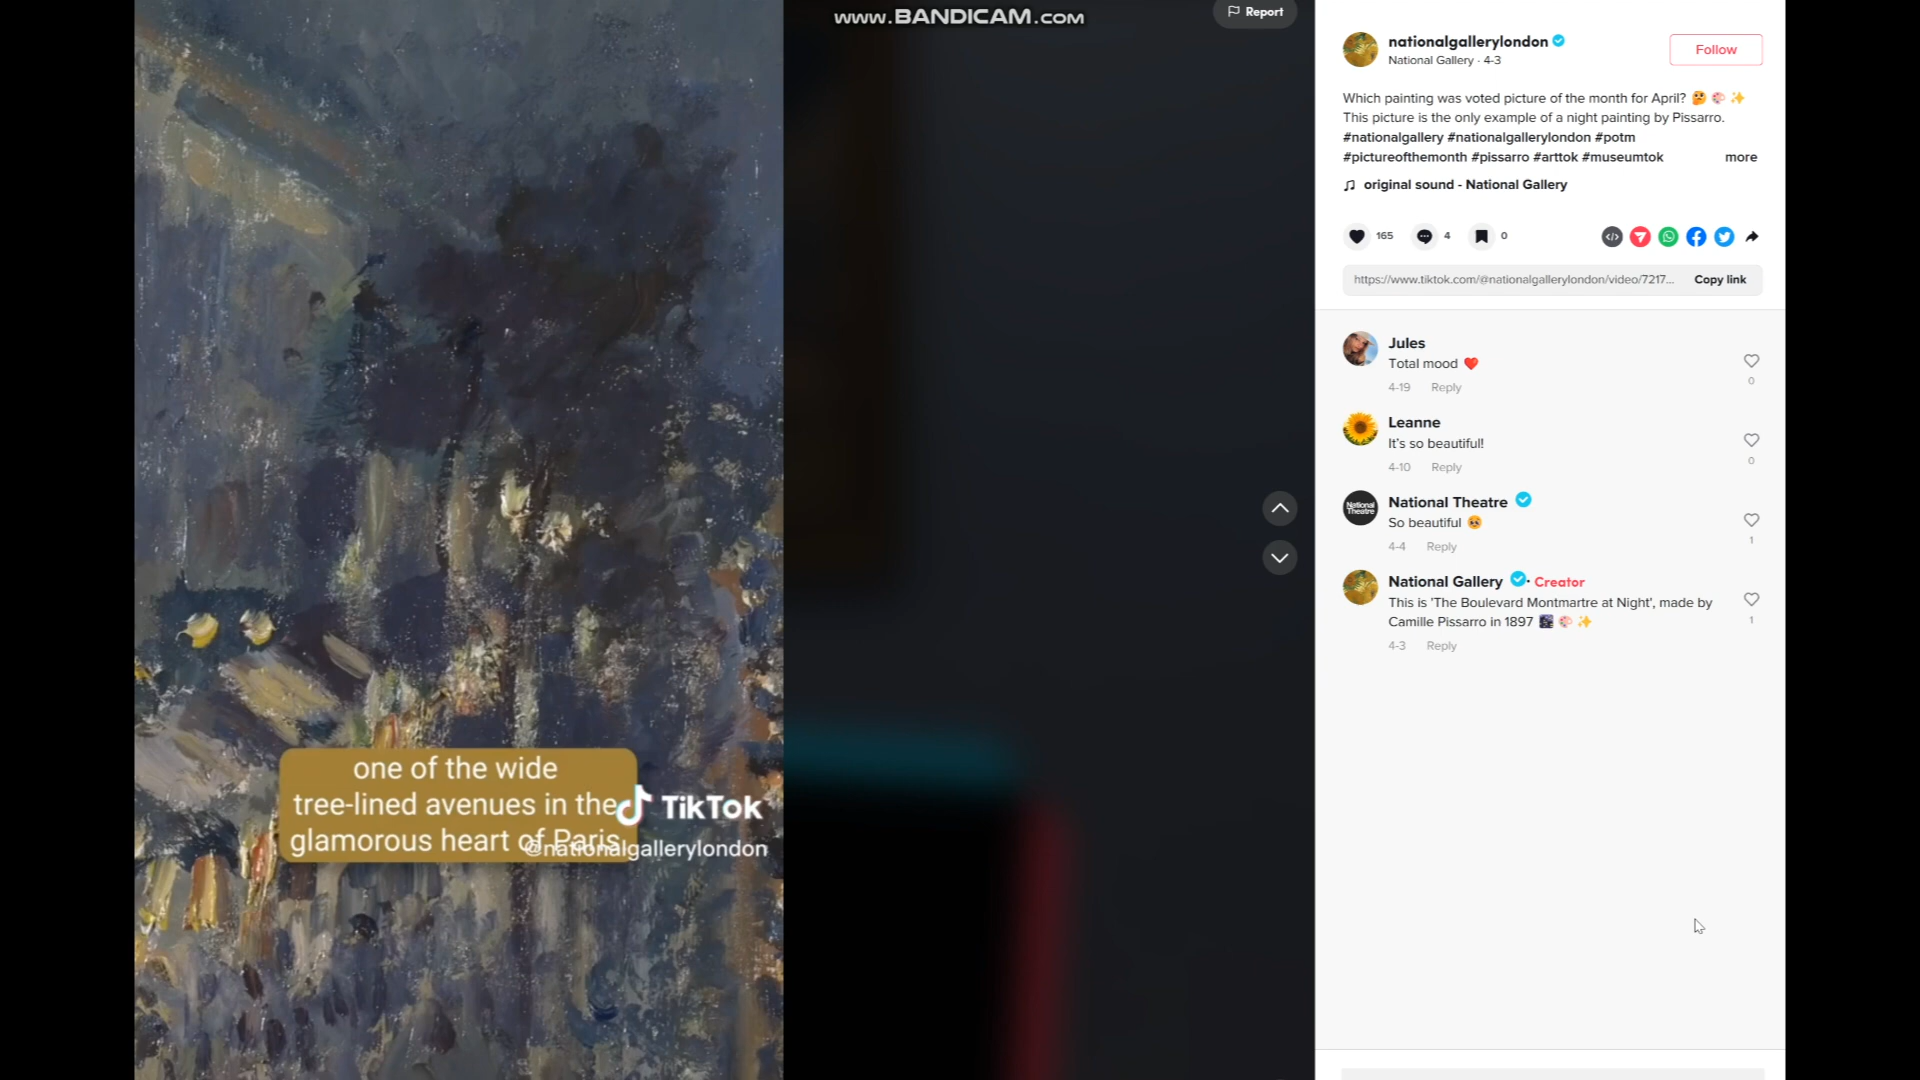 www.BANDICAM.com
Report
one of the wide
tree-lined avenues in the
glamorous heart of Paris.
TikTok
@nationalgallerylondon
nationalgallerylondon
National Gallery · 4-3
Follow
Which painting was voted picture of the month for April? 🤔 🎨 ✨
This picture is the only example of a night painting by Pissarro.
#nationalgallery #nationalgallerylondon #potm
#pictureofthemonth #pissarro #arttok #museumtok
more
original sound - National Gallery
165
4
0
https://www.tiktok.com/@nationalgallerylondon/video/7217...
Copy link
Jules
Total mood ❤️
4-19 Reply
0
Leanne
It's so beautiful!
4-10 Reply
0
National Theatre
National Theatre
So beautiful 🥺
4-4 Reply
1
National Gallery · Creator
This is 'The Boulevard Montmartre at Night', made by
Camille Pissarro in 1897 🌃 🎨 ✨
4-3 Reply
1